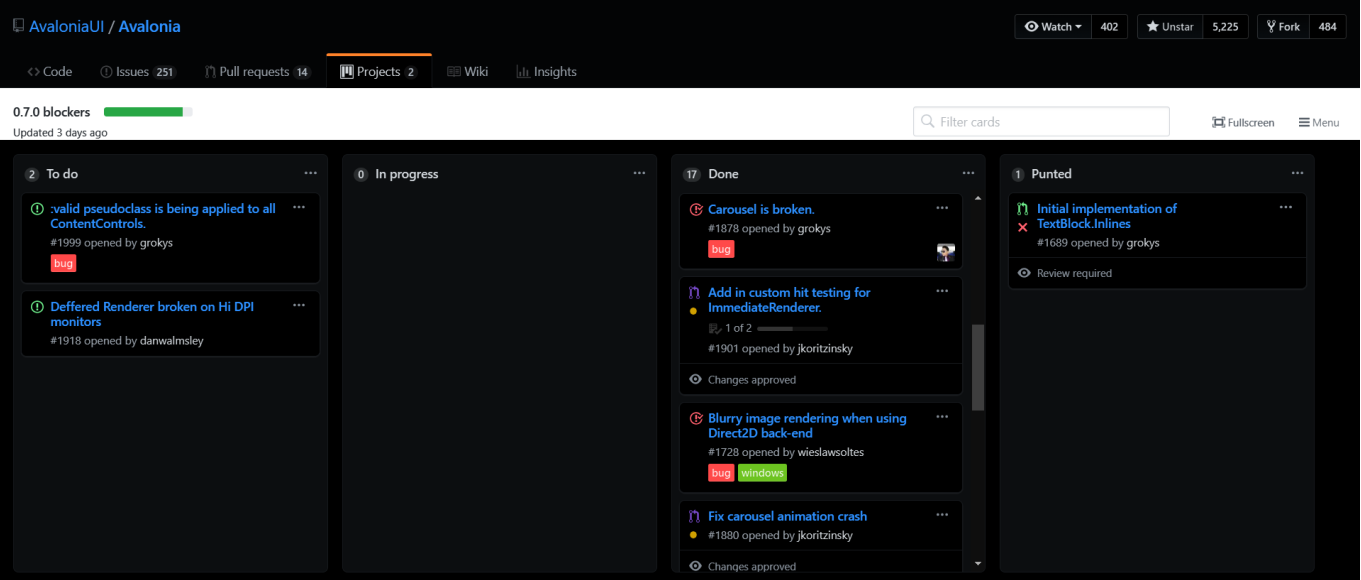 AvaloniaUI / Avalonia
Watch 402
Unstar 5,225
Fork 484
Code
Issues 251
Pull requests 14
Projects 2
Wiki
Insights
0.7.0 blockers
Updated 3 days ago
Filter cards
Fullscreen
Menu
2 To do
:valid pseudoclass is being applied to all
ContentControls.
#1999 opened by grokys
bug
Deffered Renderer broken on Hi DPI
monitors
#1918 opened by danwalmsley
0 In progress
17 Done
Carousel is broken.
#1878 opened by grokys
bug
Add in custom hit testing for
ImmediateRenderer.
1 of 2
#1901 opened by jkoritzinsky
Changes approved
Blurry image rendering when using
Direct2D back-end
#1728 opened by wieslawsoltes
bug windows
Fix carousel animation crash
#1880 opened by jkoritzinsky
Changes approved
1 Punted
Initial implementation of
TextBlock.Inlines
#1689 opened by grokys
Review required